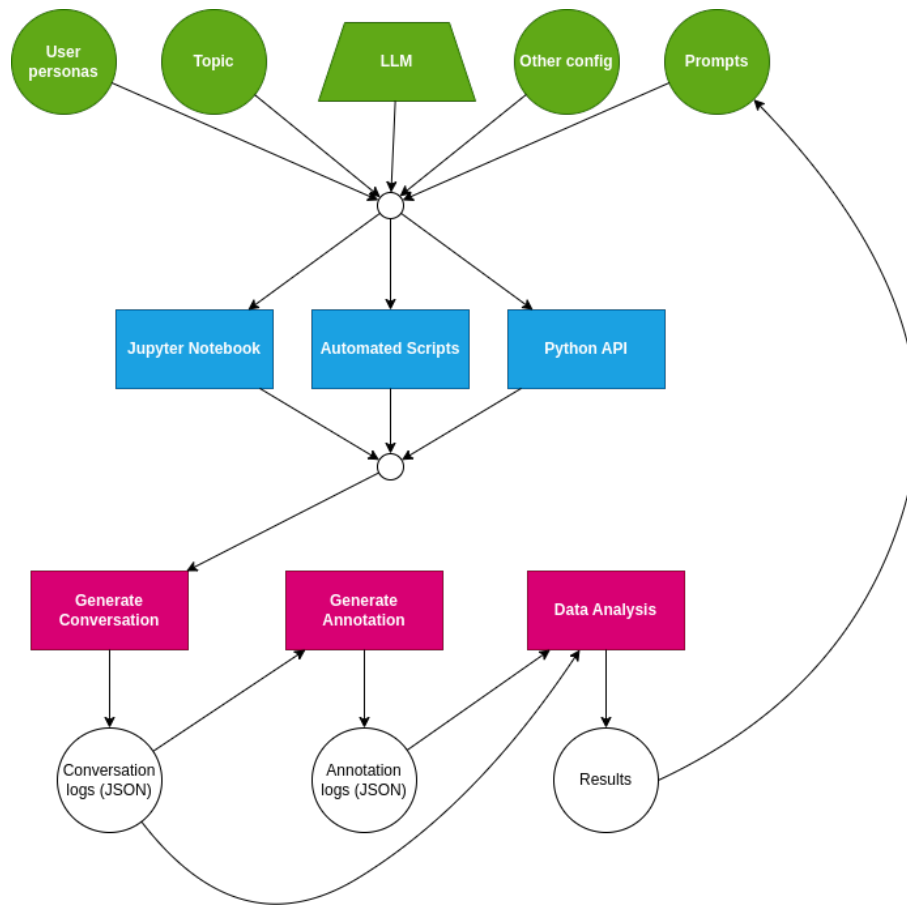 User
personas
Topic
LLM
Other config
Prompts
Jupyter Notebook
Automated Scripts
Python API
Generate
Conversation
Generate
Annotation
Data Analysis
Conversation
logs (JSON)
Annotation
logs (JSON)
Results